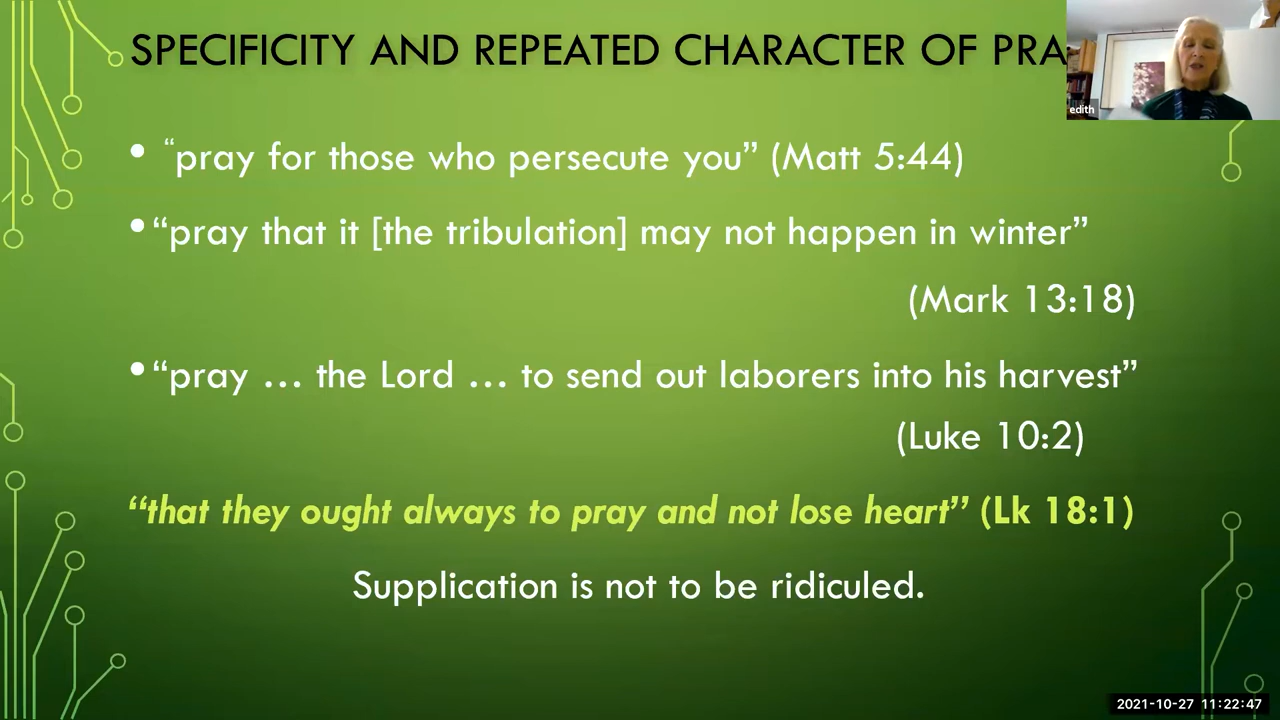 SPECIFICITY AND REPEATED CHARACTER OF PRA
edith
• “pray for those who persecute you” (Matt 5:44)
• “pray that it [the tribulation] may not happen in winter”
(Mark 13:18)
• “pray … the Lord … to send out laborers into his harvest”
(Luke 10:2)
“that they ought always to pray and not lose heart” (Lk 18:1)
Supplication is not to be ridiculed.
2021-10-27 11:22:47